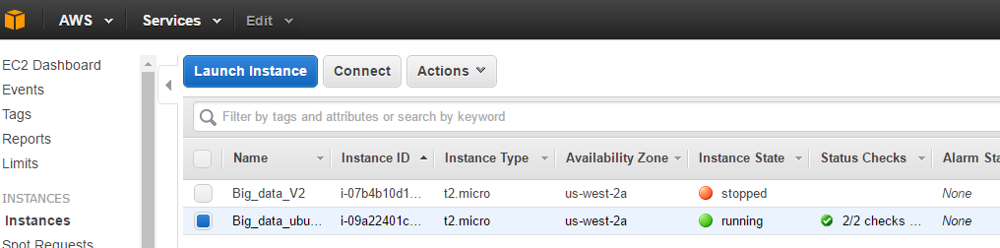 AWS Services Edit
EC2 Dashboard
Events
Tags
Reports
Limits
INSTANCES
Instances
Spot Requests
Launch Instance Connect Actions
Filter by tags and attributes or search by keyword
Name Instance ID Instance Type Availability Zone Instance State Status Checks Alarm Sta
Big_data_V2 i-07b4b10d1... t2.micro us-west-2a stopped None
Big_data_ubu... i-09a22401c... t2.micro us-west-2a running 2/2 checks ... None